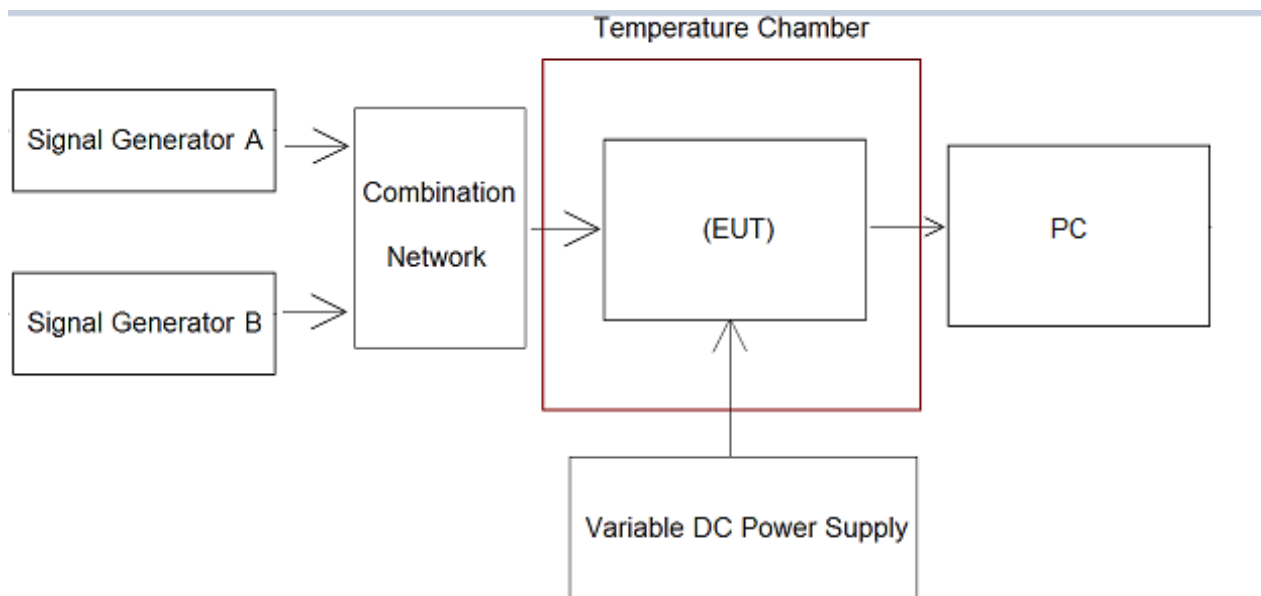 Temperature Chamber
Signal Generator A
Combination
Network
(EUT)
PC
Signal Generator B
Variable DC Power Supply